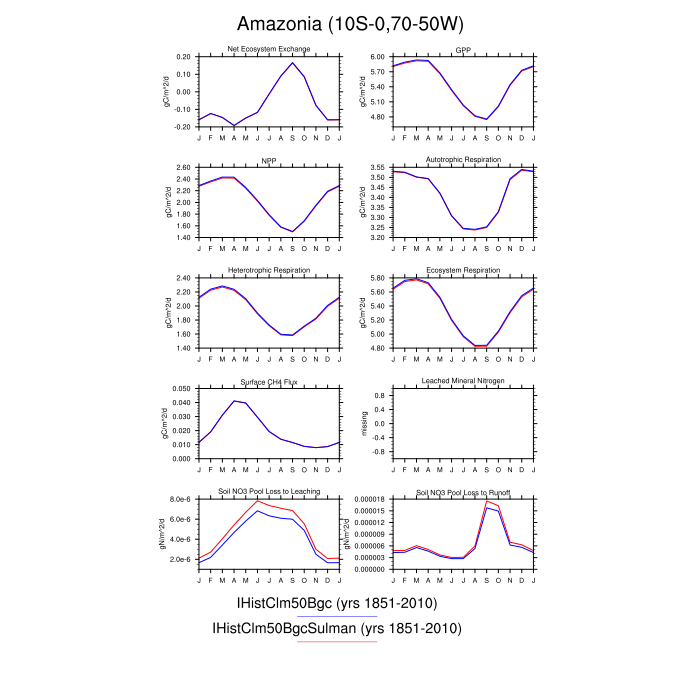 Amazonia (10S-0,70-50W)
Net Ecosystem Exchange
gC/m^2/d
0.20
0.10
0.00
-0.10
-0.20
J F M A M J J A S O N D J
GPP
gC/m^2/d
6.00
5.70
5.40
5.10
4.80
J F M A M J J A S O N D J
NPP
gC/m^2/d
2.60
2.40
2.20
2.00
1.80
1.60
1.40
J F M A M J J A S O N D J
Autotrophic Respiration
gC/m^2/d
3.55
3.50
3.45
3.40
3.35
3.30
3.25
3.20
J F M A M J J A S O N D J
Heterotrophic Respiration
gC/m^2/d
2.40
2.20
2.00
1.80
1.60
1.40
J F M A M J J A S O N D J
Ecosystem Respiration
gC/m^2/d
5.80
5.60
5.40
5.20
5.00
4.80
J F M A M J J A S O N D J
Surface CH4 Flux
gC/m^2/d
0.050
0.040
0.030
0.020
0.010
0.000
J F M A M J J A S O N D J
Leached Mineral Nitrogen
missing
0.8
0.4
-0.0
-0.4
-0.8
J F M A M J J A S O N D J
Soil NO3 Pool Loss to Leaching
gN/m^2/d
8.0e-6
6.0e-6
4.0e-6
2.0e-6
J F M A M J J A S O N D J
Soil NO3 Pool Loss to Runoff
gN/m^2/d
0.000018
0.000015
0.000012
0.000009
0.000006
0.000003
0.000000
J F M A M J J A S O N D J
IHistClm50Bgc (yrs 1851-2010)
IHistClm50BgcSulman (yrs 1851-2010)